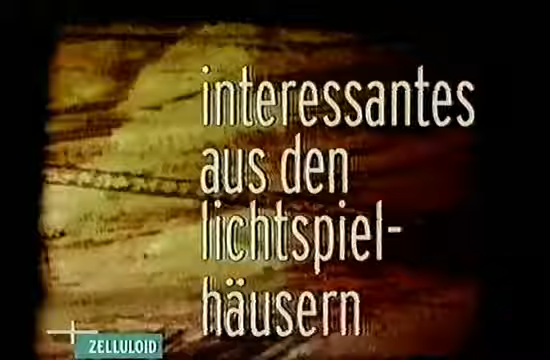 interessantes
aus den
lichtspiel-
häusern
ZELLULOID